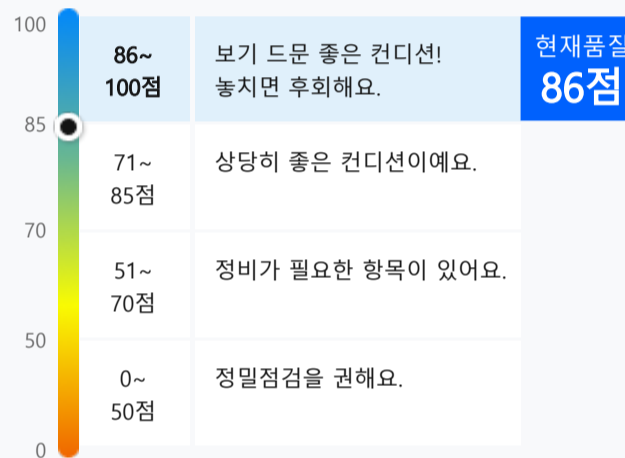 100
86~
100점
보기 드문 좋은 컨디션!
놓치면 후회해요.
현재품질
86점
85
71~
85점
상당히 좋은 컨디션이예요.
70
51~
70점
정비가 필요한 항목이 있어요.
50
0~
50점
정밀점검을 권해요.
0